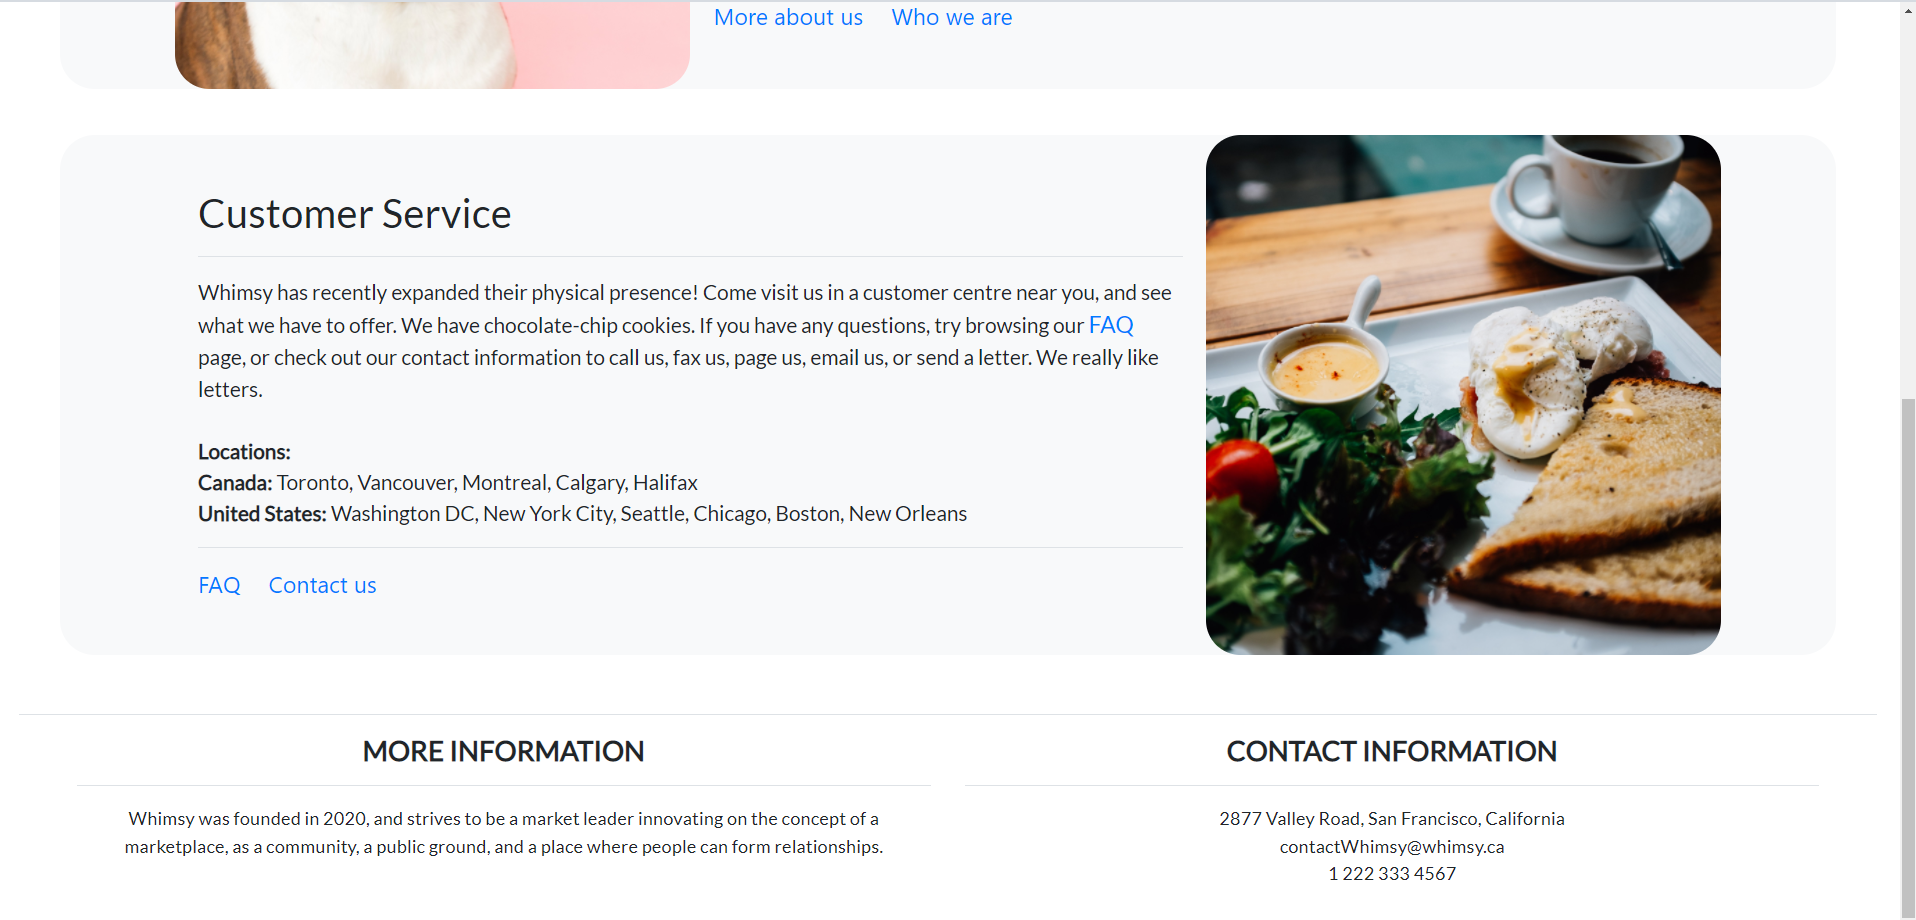 More about us Who we are
Customer Service
Whimsy has recently expanded their physical presence! Come visit us in a customer centre near you, and see
what we have to offer. We have chocolate-chip cookies. If you have any questions, try browsing our FAQ
page, or check out our contact information to call us, fax us, page us, email us, or send a letter. We really like
letters.
Locations:
Canada: Toronto, Vancouver, Montreal, Calgary, Halifax
United States: Washington DC, New York City, Seattle, Chicago, Boston, New Orleans
FAQ Contact us
MORE INFORMATION
Whimsy was founded in 2020, and strives to be a market leader innovating on the concept of a
marketplace, as a community, a public ground, and a place where people can form relationships.
CONTACT INFORMATION
2877 Valley Road, San Francisco, California
contactWhimsy@whimsy.ca
1 222 333 4567